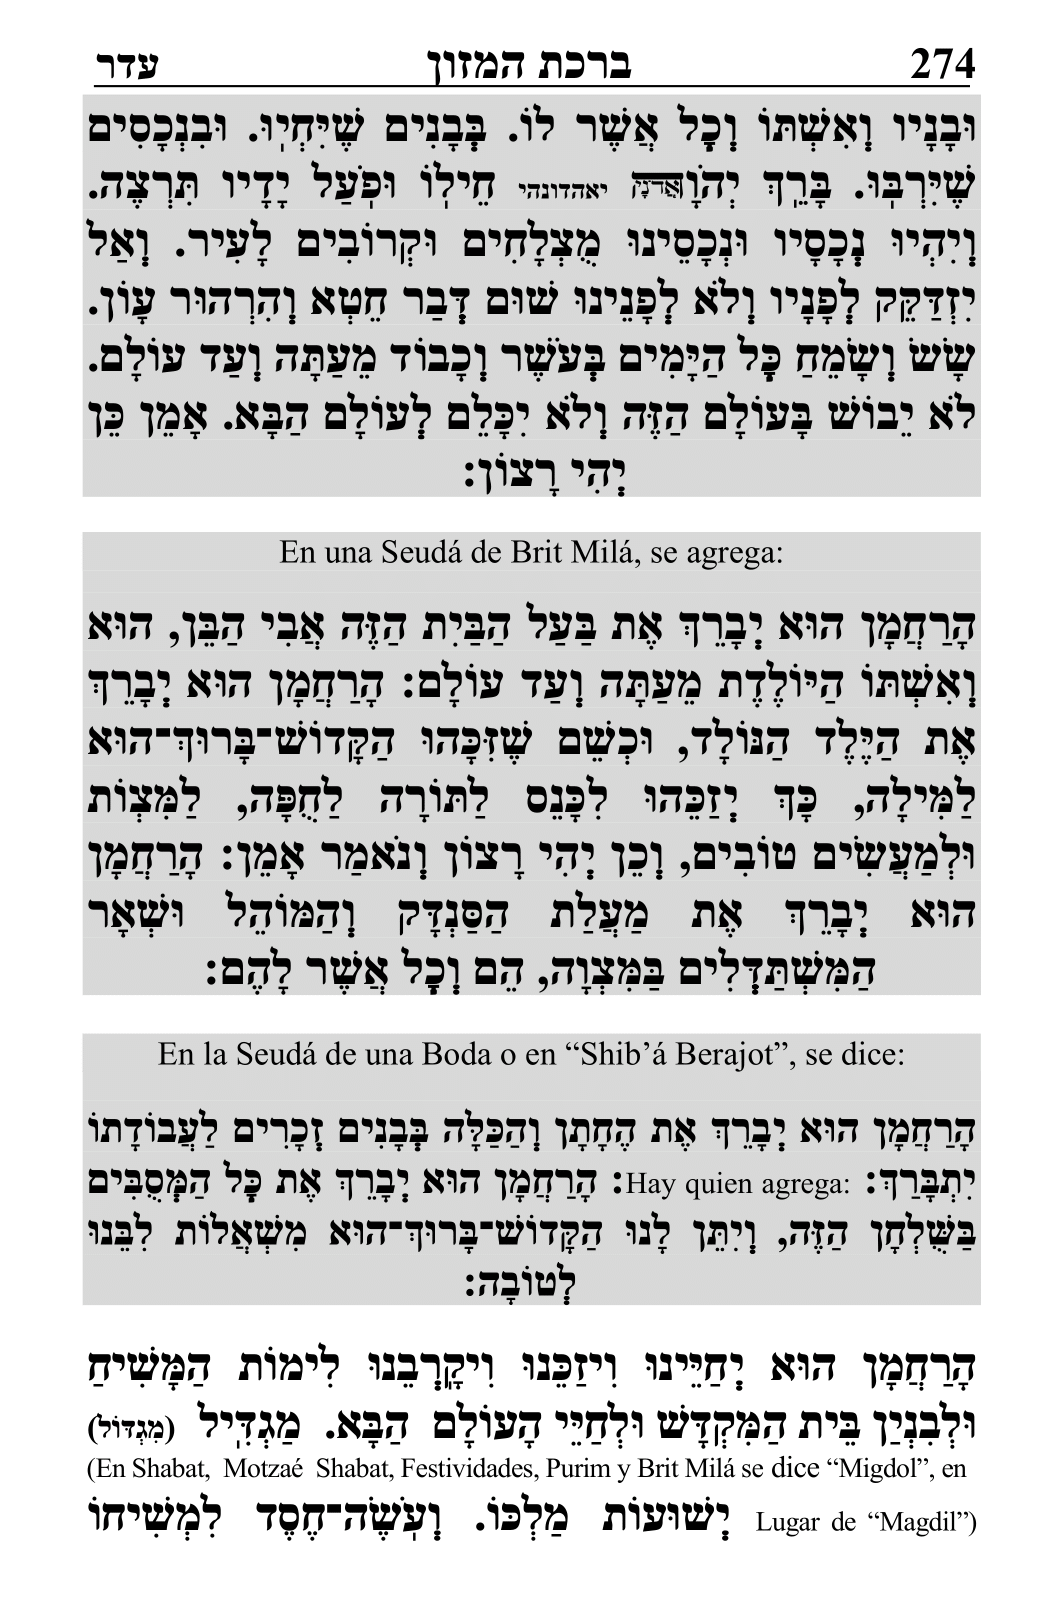 274 ברכת המזון עדר
וּבָנָיו וְאִשְׁתּוֹ וְכָל אֲשֶׁר לוֹ. בְּבָנִים שֶׁיִּחְיוּ. וּבִנְכָסִים
שֶׁיִּרְבּוּ. בָּרֵךְ יְהֹוָאֲדֹנָיה יאהדונהי חֵילוֹ וּפֹעַל יָדָיו תִּרְצֶה.
וְיִהְיוּ נְכָסָיו וּנְכָסֵינוּ מֻצְלָחִים וּקְרוֹבִים לָעִיר. וְאַל
יִזְדַּקֵּק לְפָנָיו וְלֹא לְפָנֵינוּ שׁוּם דְּבַר חֵטְא וְהִרְהוּר עָוֹן.
שָׂשׂ וְשָׂמֵחַ כָּל הַיָּמִים בְּעֹשֶׁר וְכָבוֹד מֵעַתָּה וְעַד עוֹלָם.
לֹא יֵבוֹשׁ בָּעוֹלָם הַזֶּה וְלֹא יִכָּלֵם לְעוֹלָם הַבָּא. אָמֵן כֵּן
יְהִי רָצוֹן:
En una Seudá de Brit Milá, se agrega:
הָרַחֲמָן הוּא יְבָרֵךְ אֶת בַּעַל הַבַּיִת הַזֶּה אֲבִי הַבֵּן, הוּא
וְאִשְׁתּוֹ הַיּוֹלֶדֶת מֵעַתָּה וְעַד עוֹלָם: הָרַחֲמָן הוּא יְבָרֵךְ
אֶת הַיֶּלֶד הַנּוֹלָד, וּכְשֵׁם שֶׁזִּכָּהוּ הַקָּדוֹשׁ־בָּרוּךְ־הוּא
לַמִּילָה, כָּךְ יְזַכֵּהוּ לִכָּנֵס לַתּוֹרָה לַחֻפָּה, לַמִּצְוֹת
וּלְמַעֲשִׂים טוֹבִים, וְכֵן יְהִי רָצוֹן וְנֹאמַר אָמֵן: הָרַחֲמָן
הוּא יְבָרֵךְ אֶת מַעֲלַת הַסַּנְדָּק וְהַמּוֹהֵל וּשְׁאָר
הַמִּשְׁתַּדְּלִים בַּמִּצְוָה, הֵם וְכָל אֲשֶׁר לָהֶם:
En la Seudá de una Boda o en “Shib’á Berajot”, se dice:
הָרַחֲמָן הוּא יְבָרֵךְ אֶת הֶחָתָן וְהַכַּלָּה בְּבָנִים זְכָרִים לַעֲבוֹדָתוֹ
יִתְבָּרַךְ: Hay quien agrega: הָרַחֲמָן הוּא יְבָרֵךְ אֶת כָּל הַמְּסֻבִּים
בַּשֻּׁלְחָן הַזֶּה, וְיִתֵּן לָנוּ הַקָּדוֹשׁ־בָּרוּךְ־הוּא מִשְׁאֲלוֹת לִבֵּנוּ
לְטוֹבָה:
הָרַחֲמָן הוּא יְחַיֵּינוּ וִיזַכֵּנוּ וִיקָרְבֵנוּ לִימוֹת הַמָּשִׁיחַ
וּלְבִנְיַן בֵּית הַמִּקְדָּשׁ וּלְחַיֵּי הָעוֹלָם הַבָּא. מַגְדִּיל (מִגְדּוֹל)
(En Shabat, Motzaé Shabat, Festividades, Purim y Brit Milá se dice “Migdol”, en
Lugar de “Magdil”) יְשׁוּעוֹת מַלְכּוֹ. וְעֹשֶׂה־חֶסֶד לִמְשִׁיחוֹ